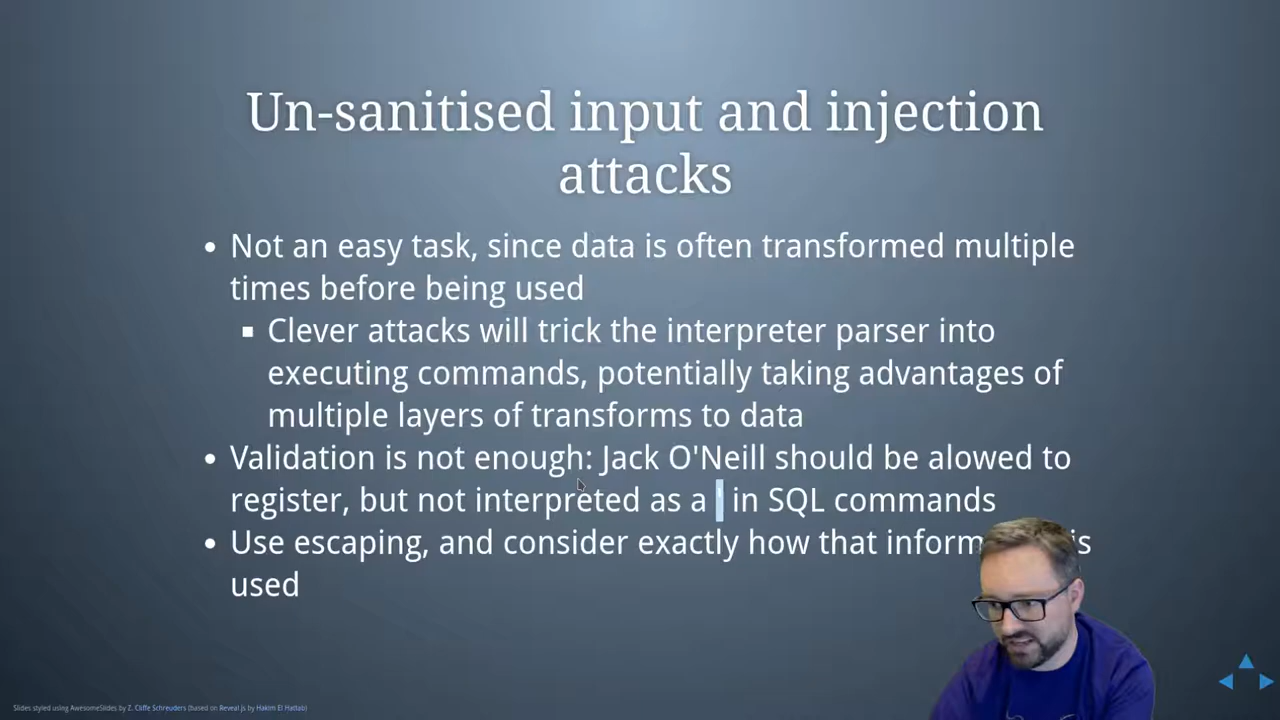 Un-sanitised input and injection
attacks
• Not an easy task, since data is often transformed multiple
times before being used
▪ Clever attacks will trick the interpreter parser into
executing commands, potentially taking advantages of
multiple layers of transforms to data
• Validation is not enough: Jack O'Neill should be alowed to
register, but not interpreted as a ' in SQL commands
• Use escaping, and consider exactly how that is
used
Slides styled using AwesomeSlides by Z. Cliffe Schreuders (based on Reveal.js by Hakim El Hattab)